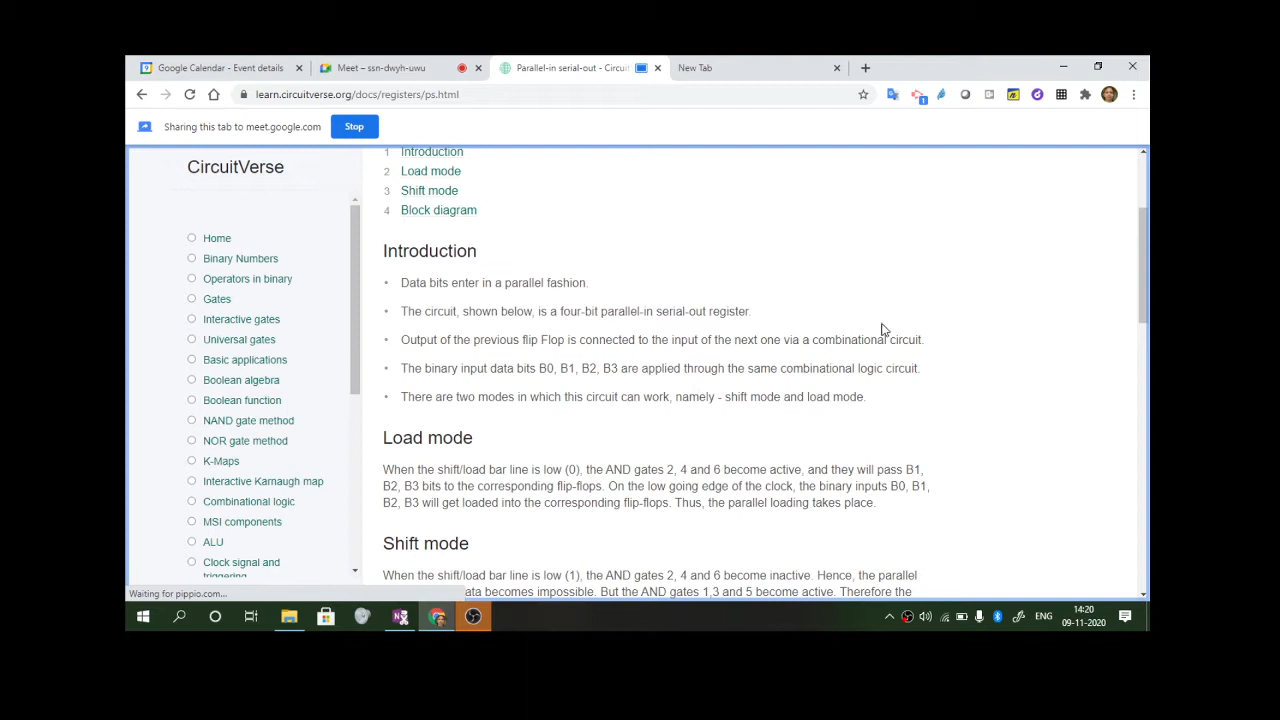 Google Calendar - Event details
Meet – ssn-dwyh-uwu
Parallel-in serial-out - Circuit
New Tab
learn.circuitverse.org/docs/registers/ps.html
1
Sharing this tab to meet.google.com
Stop
CircuitVerse
Home
Binary Numbers
Operators in binary
Gates
Interactive gates
Universal gates
Basic applications
Boolean algebra
Boolean function
NAND gate method
NOR gate method
K-Maps
Interactive Karnaugh map
Combinational logic
MSI components
ALU
Clock signal and
triggering
1 Introduction
2 Load mode
3 Shift mode
4 Block diagram
Introduction
• Data bits enter in a parallel fashion.
• The circuit, shown below, is a four-bit parallel-in serial-out register.
• Output of the previous flip Flop is connected to the input of the next one via a combinational circuit.
• The binary input data bits B0, B1, B2, B3 are applied through the same combinational logic circuit.
• There are two modes in which this circuit can work, namely - shift mode and load mode.
Load mode
When the shift/load bar line is low (0), the AND gates 2, 4 and 6 become active, and they will pass B1,
B2, B3 bits to the corresponding flip-flops. On the low going edge of the clock, the binary inputs B0, B1,
B2, B3 will get loaded into the corresponding flip-flops. Thus, the parallel loading takes place.
Shift mode
When the shift/load bar line is low (1), the AND gates 2, 4 and 6 become inactive. Hence, the parallel
ata becomes impossible. But the AND gates 1,3 and 5 become active. Therefore the
Waiting for pippio.com...
ENG
14:20
09-11-2020